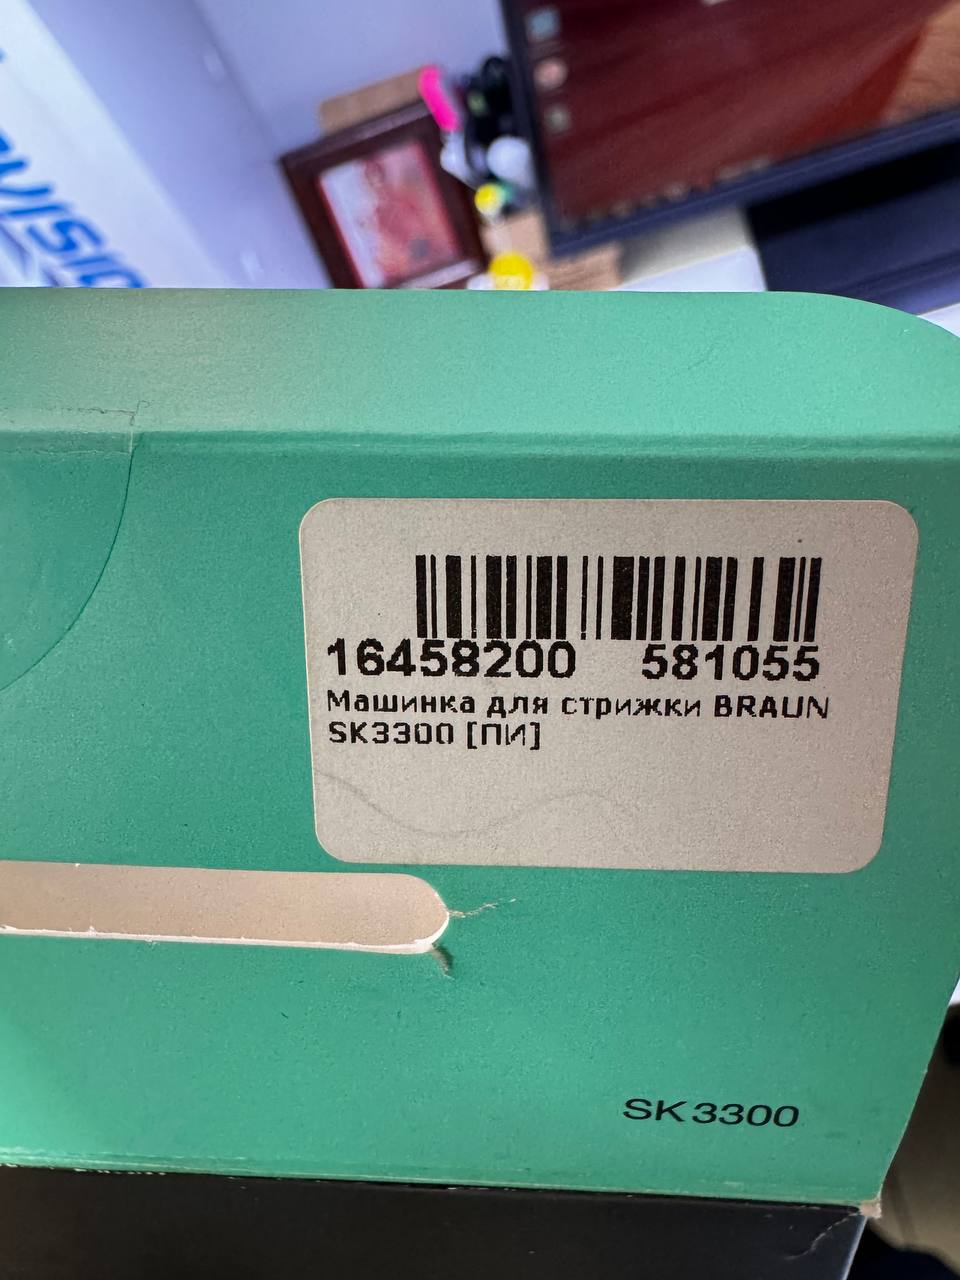 16458200 581055
Машинка для стрижки BRAUN
SK3300 [ПИ]
SK3300